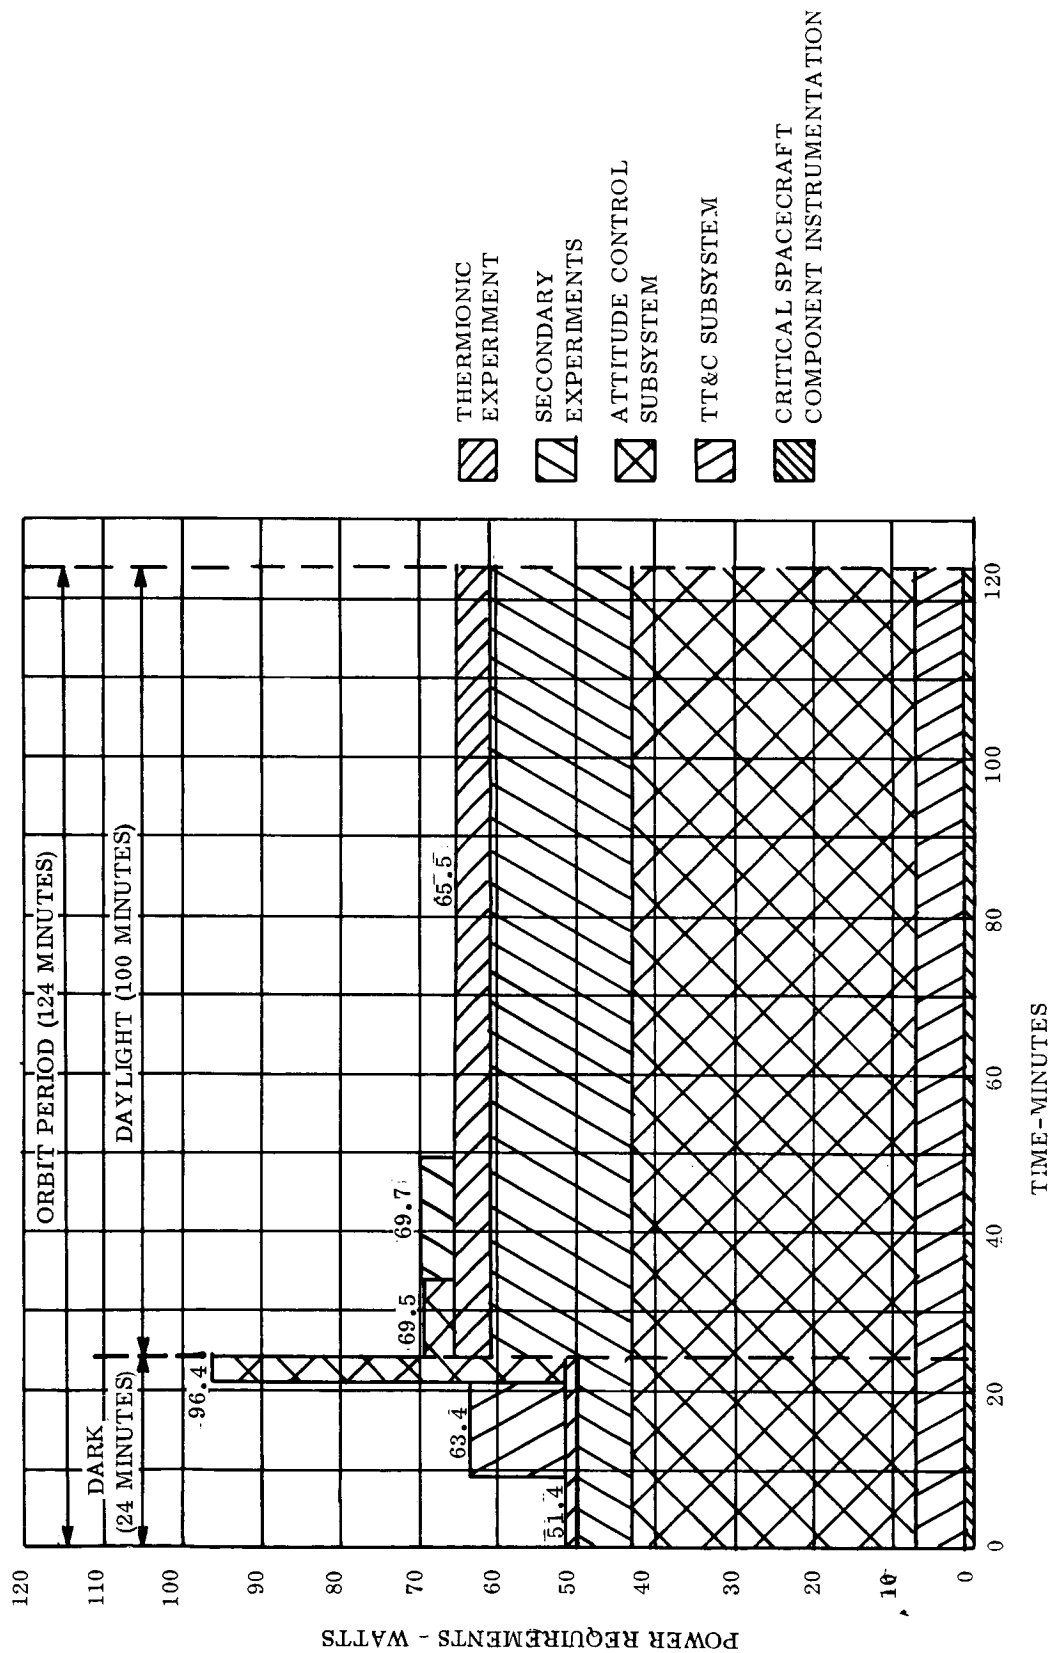 120
110
100
90
80
70
60
50
40
30
20
10
0
POWER REQUIREMENTS - WATTS
ORBIT PERIOD (124 MINUTES)
DARK
(24 MINUTES)
DAYLIGHT (100 MINUTES)
96.4
69.5
69.7
65.5
63.4
51.4
0
20
40
60
80
100
120
TIME-MINUTES
THERMIONIC
EXPERIMENT
SECONDARY
EXPERIMENTS
ATTITUDE CONTROL
SUBSYSTEM
TT&C SUBSYSTEM
CRITICAL SPACECRAFT
COMPONENT INSTRUMENTATION